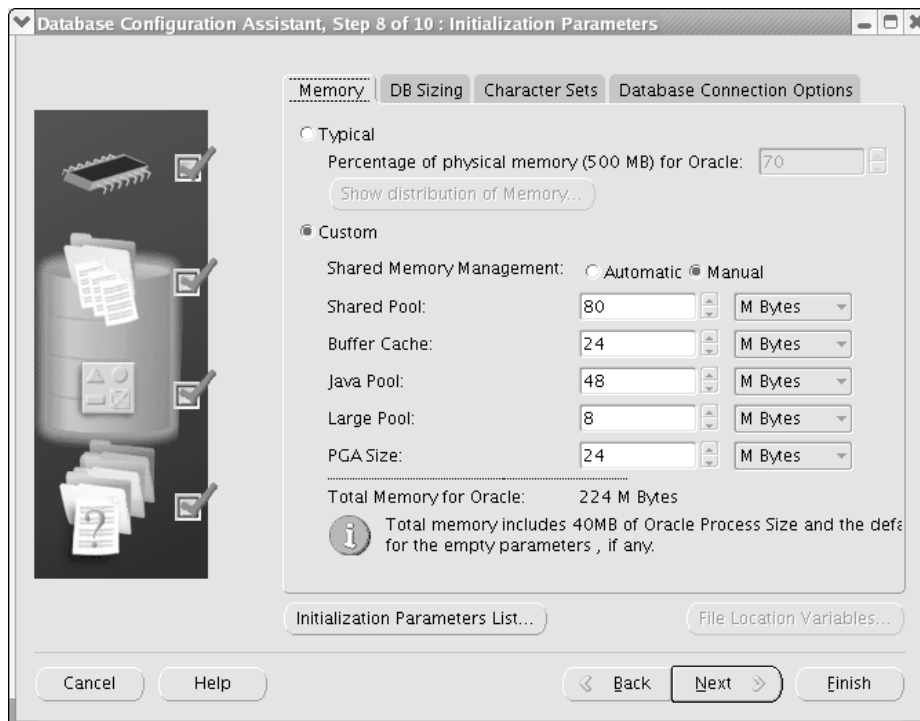 Database Configuration Assistant, Step 8 of 10 : Initialization Parameters
Memory DB Sizing Character Sets Database Connection Options
Typical
Percentage of physical memory (500 MB) for Oracle: 70
Show distribution of Memory...
Custom
Shared Memory Management: Automatic Manual
Shared Pool: 80 M Bytes
Buffer Cache: 24 M Bytes
Java Pool: 48 M Bytes
Large Pool: 8 M Bytes
PGA Size: 24 M Bytes
Total Memory for Oracle: 224 M Bytes
Total memory includes 40MB of Oracle Process Size and the defa
for the empty parameters , if any.
Initialization Parameters List... File Location Variables...
Cancel Help Back Next Finish